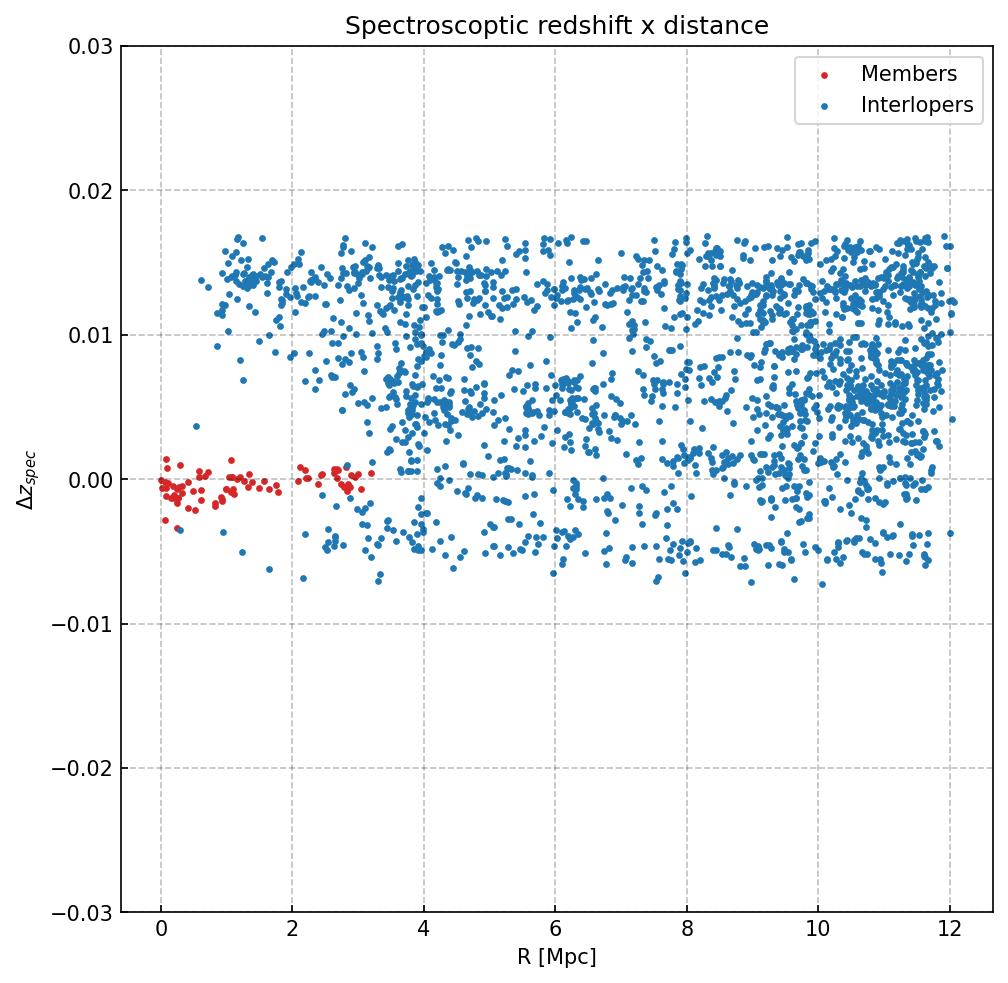 Spectroscoptic redshift x distance
Members
Interlopers
0.03
0.02
0.01
0.00
−0.01
−0.02
−0.03
Δz_spec
0 2 4 6 8 10 12
R [Mpc]